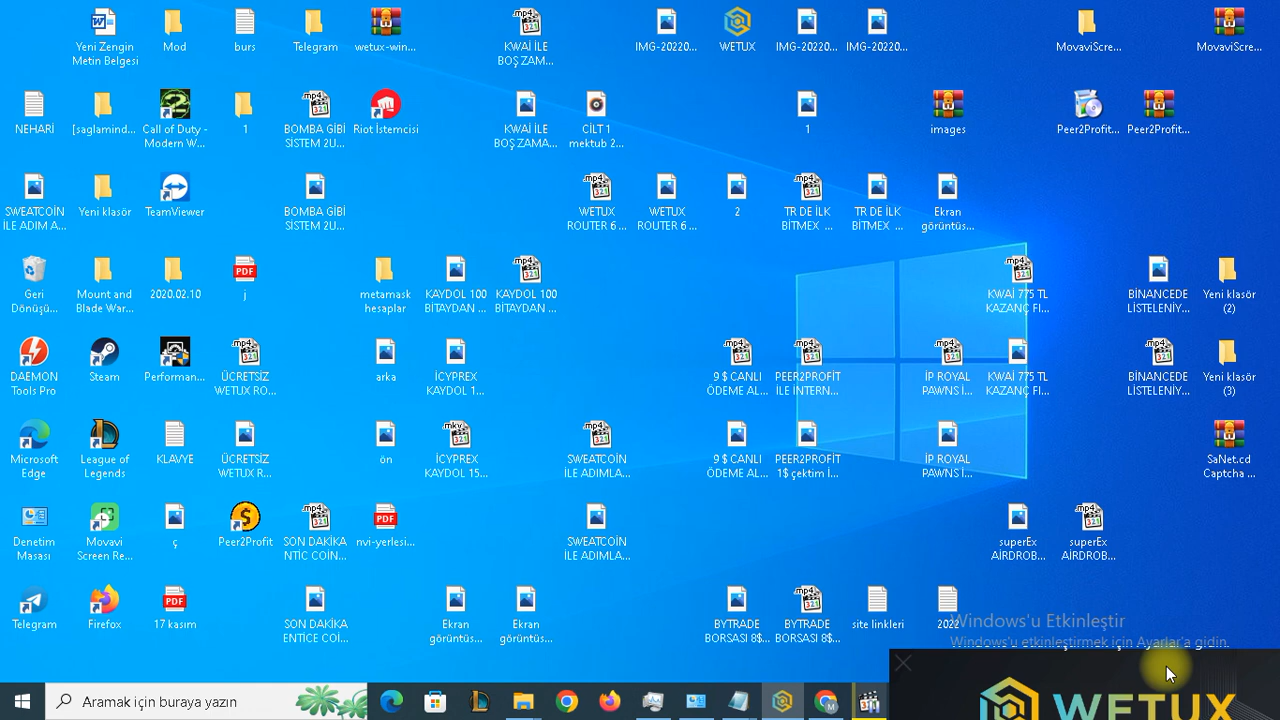 Yeni Zengin
Metin Belgesi
Mod
burs
Telegram
wetux-win...
KWAİ İLE
BOŞ ZAM...
IMG-20220...
WETUX
IMG-20220...
IMG-20220...
MovaviScre...
MovaviScre...
NEHARİ
[saglamind...
Call of Duty -
Modern W...
1
BOMBA GİBİ
SİSTEM 2U...
Riot İstemcisi
KWAİ İLE
BOŞ ZAMA...
CİLT 1
mektub 2...
1
images
Peer2Profit...
Peer2Profit...
SWEATCOİN
İLE ADIM A...
Yeni klasör
TeamViewer
BOMBA GİBİ
SİSTEM 2U...
WETUX
ROUTER 6 ...
WETUX
ROUTER 6 ...
2
TR DE İLK
BİTMEX ...
TR DE İLK
BİTMEX ...
Ekran
görüntüs...
Geri
Dönüşü...
Mount and
Blade War...
2020.02.10
j
metamask
hesaplar
KAYDOL 100
BİTAYDAN ...
KAYDOL 100
BİTAYDAN ...
KWAİ 775 TL
KAZANÇ FI...
BİNANCEDE
LİSTELENİY...
Yeni klasör
(2)
DAEMON
Tools Pro
Steam
Performan...
ÜCRETSİZ
WETUX RO...
arka
İCYPREX
KAYDOL 1...
9 $ CANLI
ÖDEME AL...
PEER2PROFİT
İLE İNTERN...
İP ROYAL
PAWNS İ...
KWAİ 775 TL
KAZANÇ FI...
BİNANCEDE
LİSTELENİY...
Yeni klasör
(3)
Microsoft
Edge
League of
Legends
KLAVYE
ÜCRETSİZ
WETUX R...
ön
İCYPREX
KAYDOL 15...
SWEATCOİN
İLE ADIMLA...
9 $ CANLI
ÖDEME AL...
PEER2PROFİT
1$ çektim İ...
İP ROYAL
PAWNS İ...
SaNet.cd
Captcha ...
Denetim
Masası
Movavi
Screen Re...
ç
Peer2Profit
SON DAKİKA
ENTİC COİN...
nvi-yerlesi...
SWEATCOİN
İLE ADIMLA...
superEx
AİRDROB...
superEx
AİRDROB...
Telegram
Firefox
17 kasım
SON DAKİKA
ENTİCE COİ...
Ekran
görüntüs...
Ekran
görüntüs...
BYTRADE
BORSASI 8$...
BYTRADE
BORSASI 8$...
site linkleri
2022
Windows'u Etkinleştir
Windows'u etkinleştirmek için Ayarlar'a gidin.
WETUX
Aramak için buraya yazın